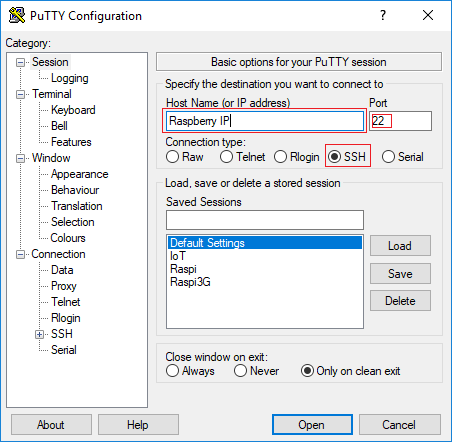 PuTTY Configuration
?
Category:
Session
Logging
Terminal
Keyboard
Bell
Features
Window
Appearance
Behaviour
Translation
Selection
Colours
Connection
Data
Proxy
Telnet
Rlogin
SSH
Serial
Basic options for your PuTTY session
Specify the destination you want to connect to
Host Name (or IP address) Port
Raspberry IP 22
Connection type:
Raw Telnet Rlogin SSH Serial
Load, save or delete a stored session
Saved Sessions
Default Settings
IoT
Raspi
Raspi3G
Load
Save
Delete
Close window on exit:
Always Never Only on clean exit
About Help Open Cancel